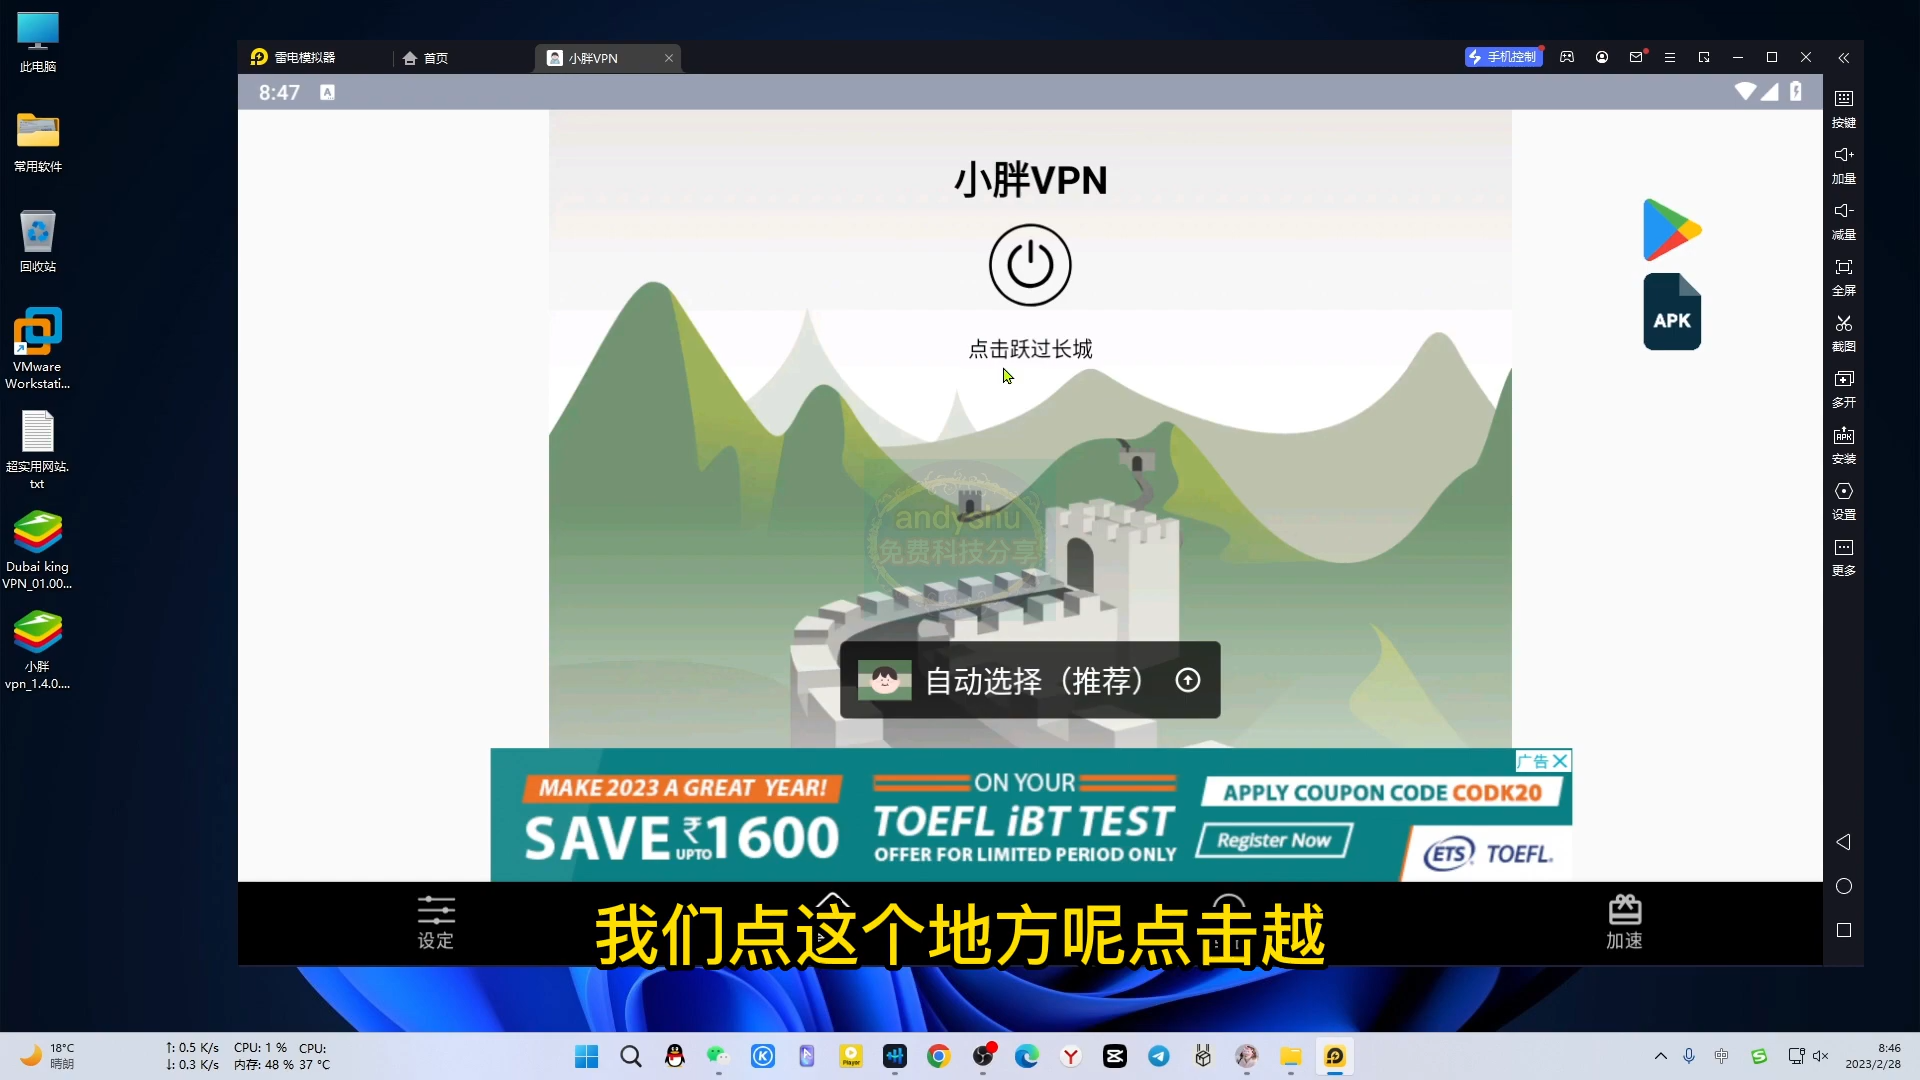 此电脑
常用软件
回收站
VMware
Workstati...
超实用网站.
txt
Dubai king
VPN_01.00...
小胖
vpn_1.4.0....
雷电模拟器
首页
小胖VPN
手机控制
8:47
A
小胖VPN
点击跃过长城
APK
andyshu
免费科技分享
自动选择（推荐）
广告
MAKE 2023 A GREAT YEAR!
SAVE UPTO ₹1600
ON YOUR
TOEFL iBT TEST
OFFER FOR LIMITED PERIOD ONLY
APPLY COUPON CODE CODK20
Register Now
ETS TOEFL.
设定
加速
我们点这个地方呢点击越
按键
加量
减量
全屏
截图
多开
APK
安装
设置
更多
18°C
晴朗
↑: 0.5 K/s
↓: 0.3 K/s
CPU: 1 %
内存: 48 %
CPU:
37 °C
Player
中
8:46
2023/2/28